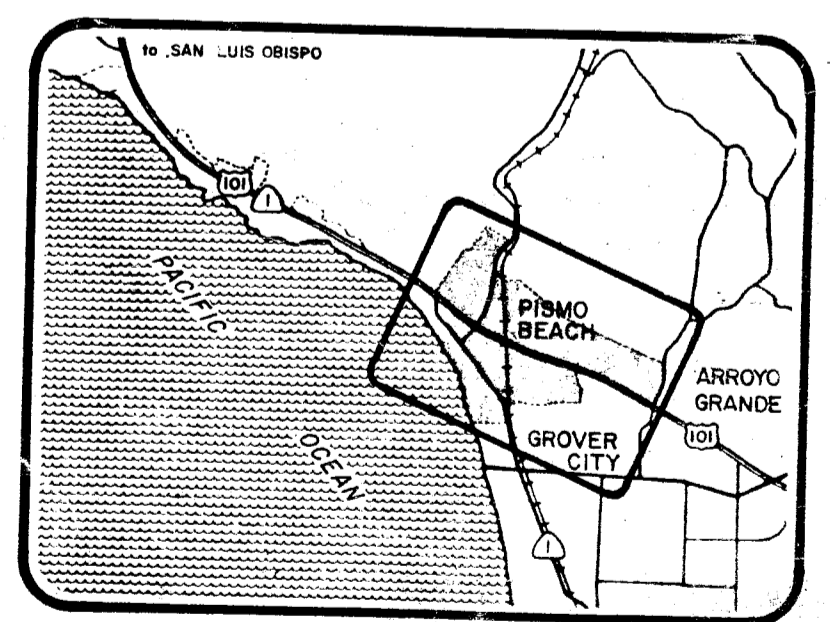 to SAN LUIS OBISPO
101
1
PACIFIC
OCEAN
PISMO
BEACH
ARROYO
GRANDE
GROVER
CITY
101
1